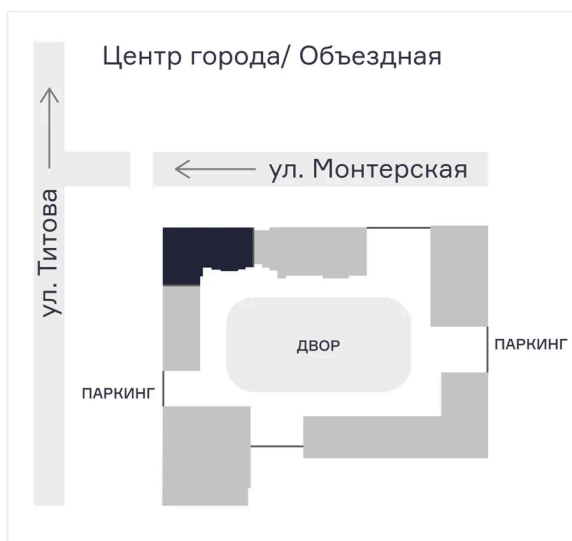 Центр города/ Объездная
ул. Монтерская
ул. Титова
ДВОР
ПАРКИНГ
ПАРКИНГ